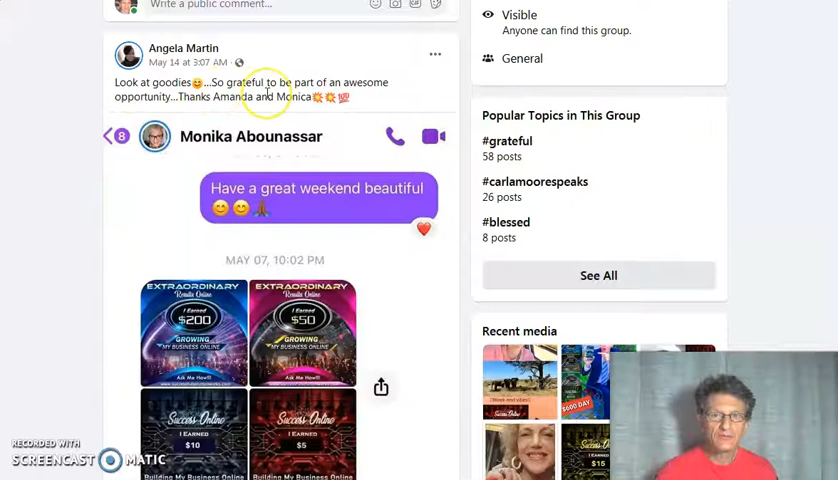 Write a public comment...
Angela Martin
May 14 at 3:07 AM ·
Look at goodies😊...So grateful to be part of an awesome
opportunity...Thanks Amanda and Monica💥💥💯
8
Monika Abounassar
Have a great weekend beautiful
😊😊🙏🏾
MAY 07, 10:02 PM
EXTRAORDINARY
Results Online
I Earned
$200
GROWING...
MY BUSINESS ONLINE
Ask Me How!!!
EXTRAORDINARY
Results Online
I Earned
$50
GROWING...
MY BUSINESS ONLINE
Ask Me How!!!
Success Online
I EARNED
$10
Building My Business Online
Success Online
I EARNED
$5
Building My Business Online
Visible
Anyone can find this group.
General
Popular Topics in This Group
#grateful
58 posts
#carlamoorespeaks
26 posts
#blessed
8 posts
See All
Recent media
$600 DAY
$15
RECORDED WITH
SCREENCAST MATIC